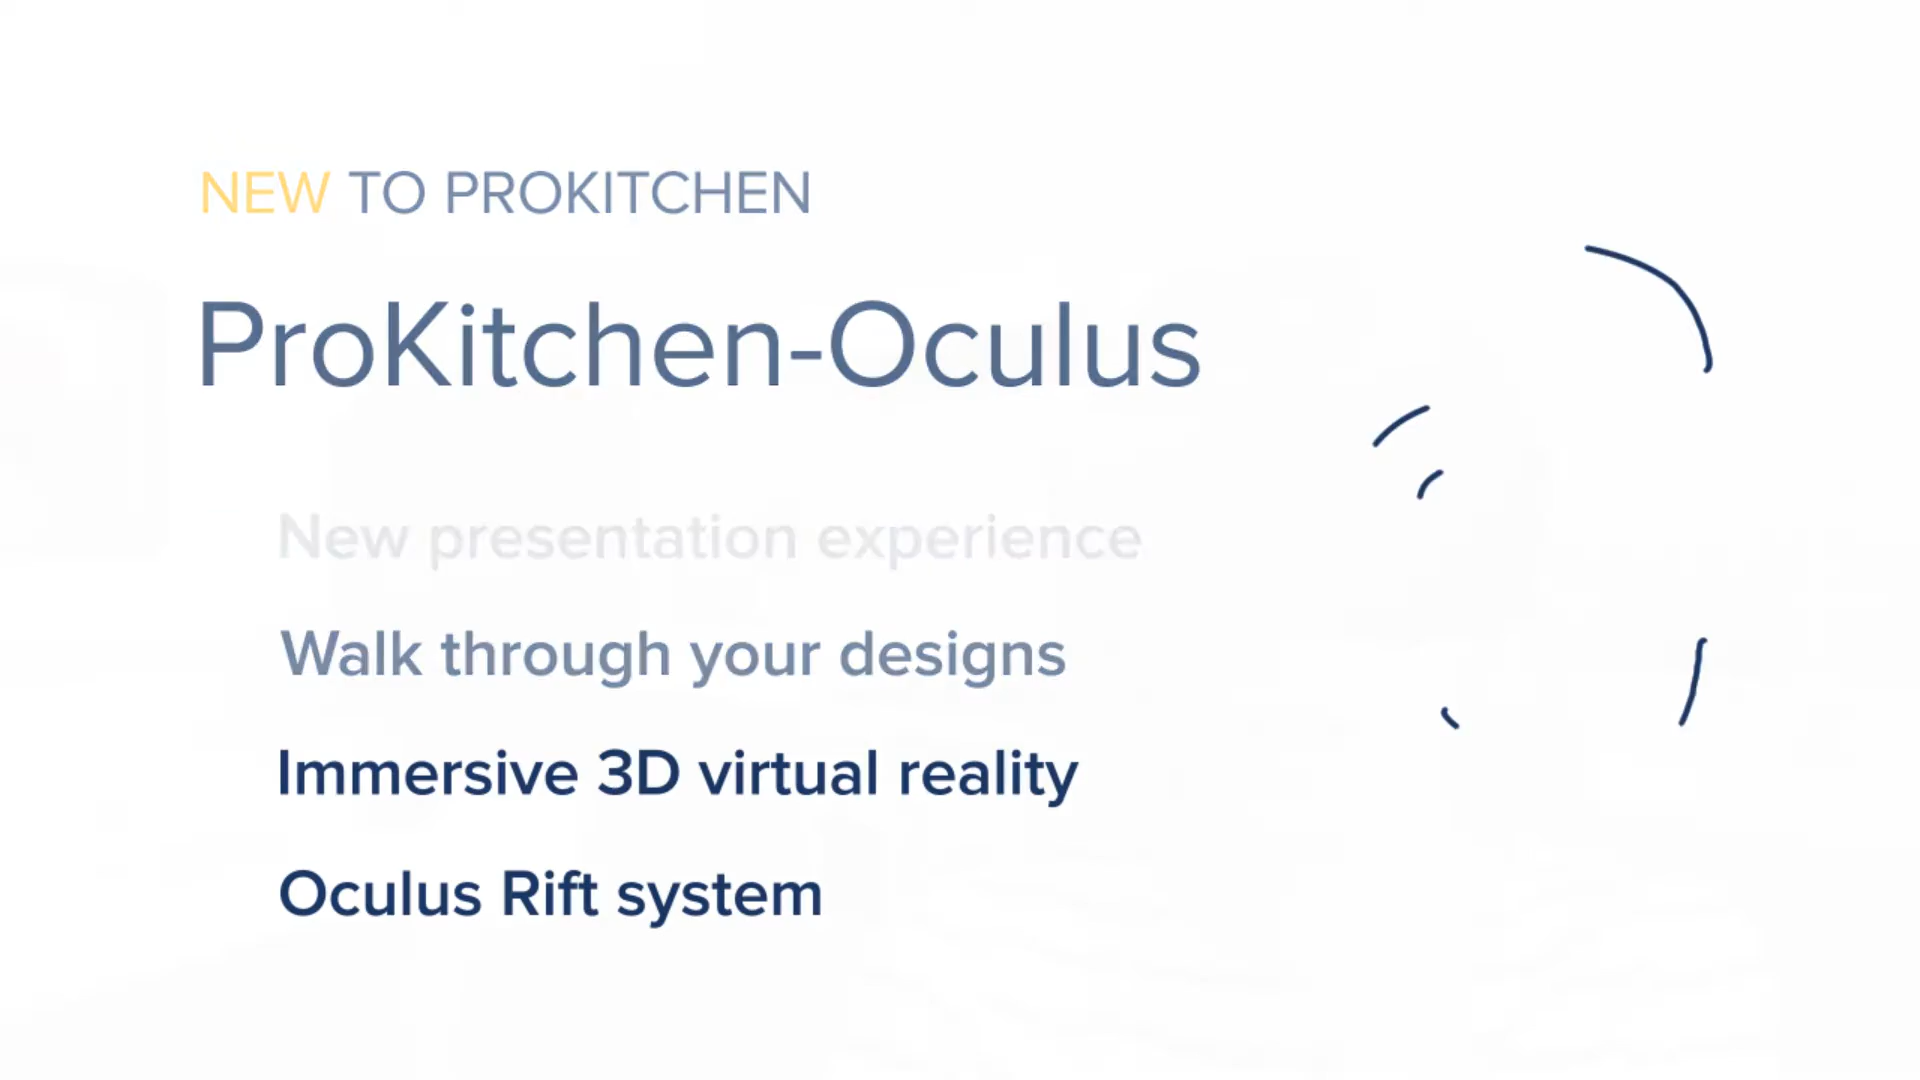 NEW TO PROKITCHEN
ProKitchen-Oculus
New presentation experience
Walk through your designs
Immersive 3D virtual reality
Oculus Rift system